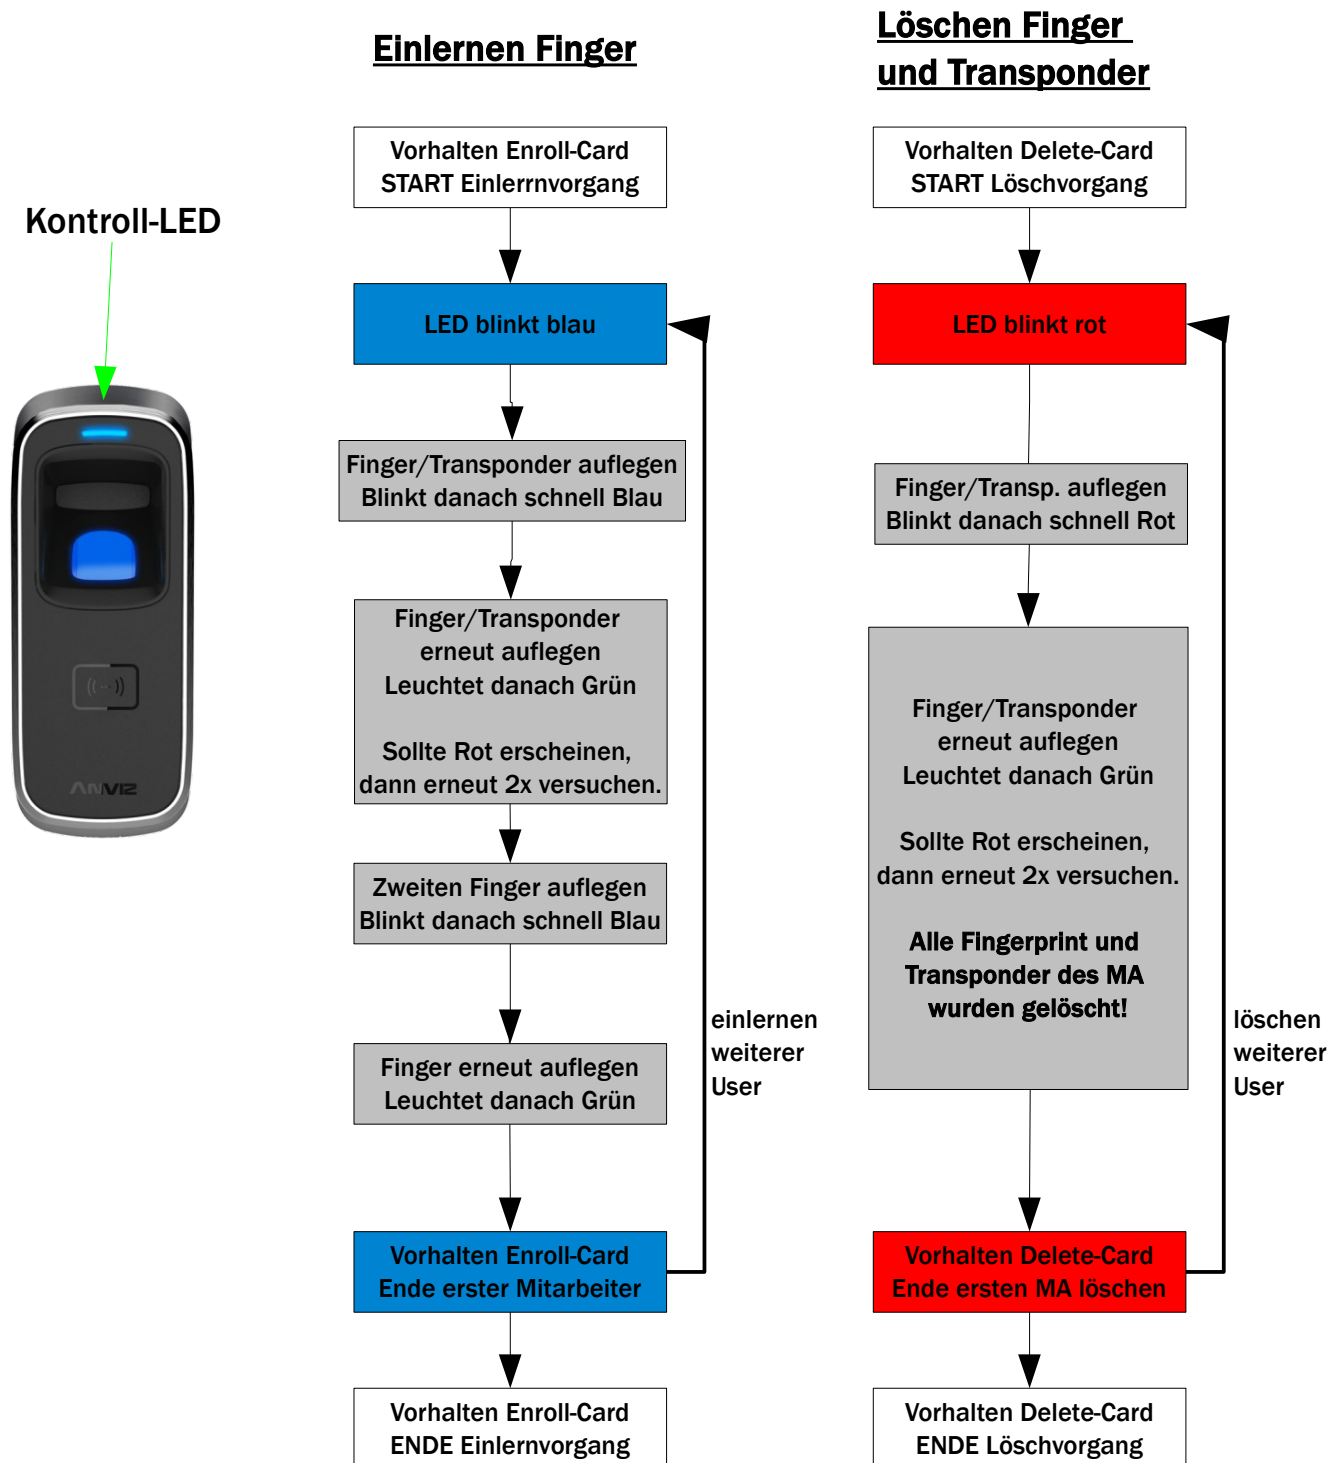 Einlernen Finger
Löschen Finger
und Transponder
Kontroll-LED
ANVIZ
Vorhalten Enroll-Card
START Einlerrnvorgang
LED blinkt blau
Finger/Transponder auflegen
Blinkt danach schnell Blau
Finger/Transponder
erneut auflegen
Leuchtet danach Grün
Sollte Rot erscheinen,
dann erneut 2x versuchen.
Zweiten Finger auflegen
Blinkt danach schnell Blau
Finger erneut auflegen
Leuchtet danach Grün
Vorhalten Enroll-Card
Ende erster Mitarbeiter
einlernen
weiterer
User
Vorhalten Enroll-Card
ENDE Einlernvorgang
Vorhalten Delete-Card
START Löschvorgang
LED blinkt rot
Finger/Transp. auflegen
Blinkt danach schnell Rot
Finger/Transponder
erneut auflegen
Leuchtet danach Grün
Sollte Rot erscheinen,
dann erneut 2x versuchen.
Alle Fingerprint und
Transponder des MA
wurden gelöscht!
Vorhalten Delete-Card
Ende ersten MA löschen
löschen
weiterer
User
Vorhalten Delete-Card
ENDE Löschvorgang